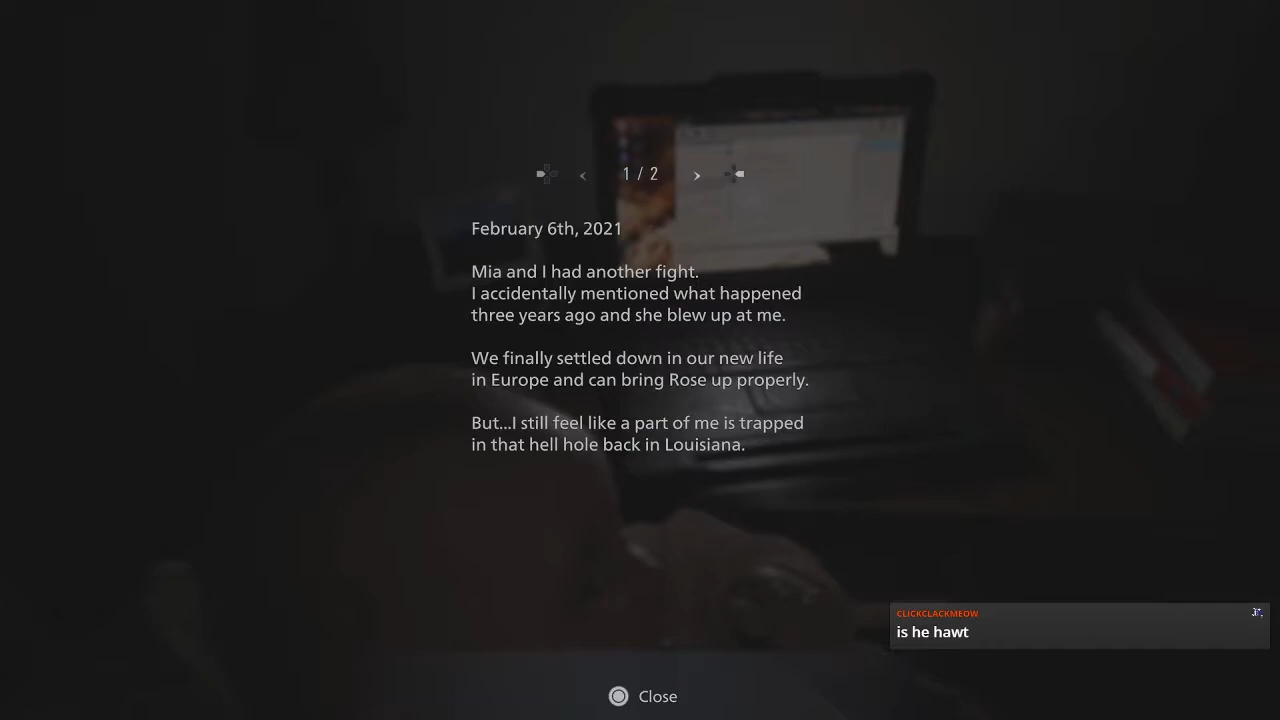 1 / 2
February 6th, 2021
Mia and I had another fight.
I accidentally mentioned what happened
three years ago and she blew up at me.
We finally settled down in our new life
in Europe and can bring Rose up properly.
But...I still feel like a part of me is trapped
in that hell hole back in Louisiana.
CLICKCLACKMEOW
is he hawt
Close